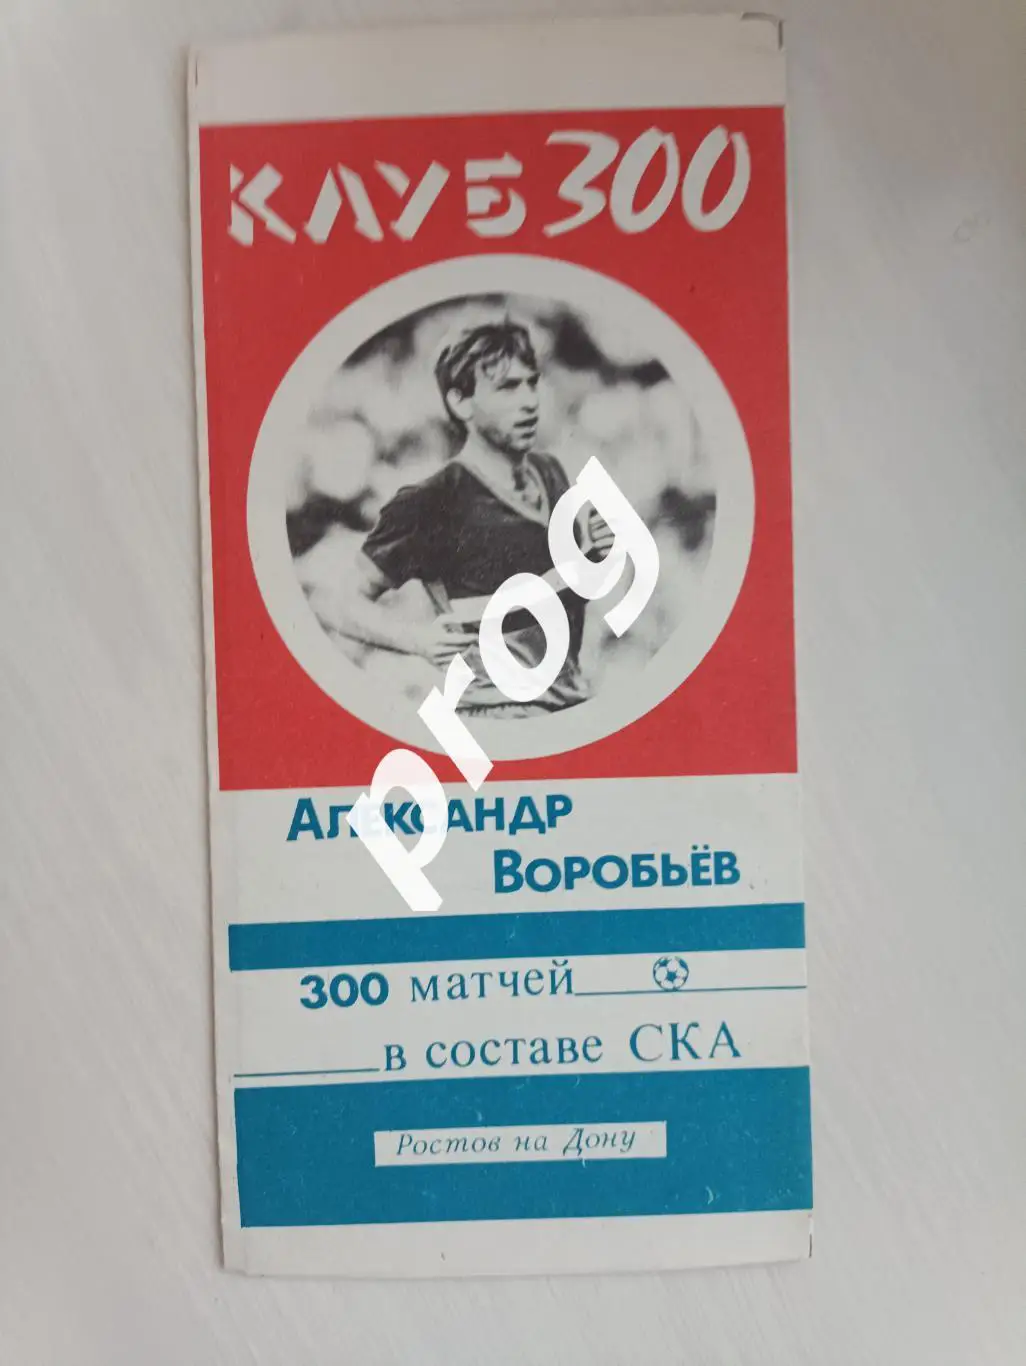 КЛУБ 300
АЛЕКСАНДР
ВОРОБЬЁВ
300 матчей
в составе СКА
Ростов на Дону
prog